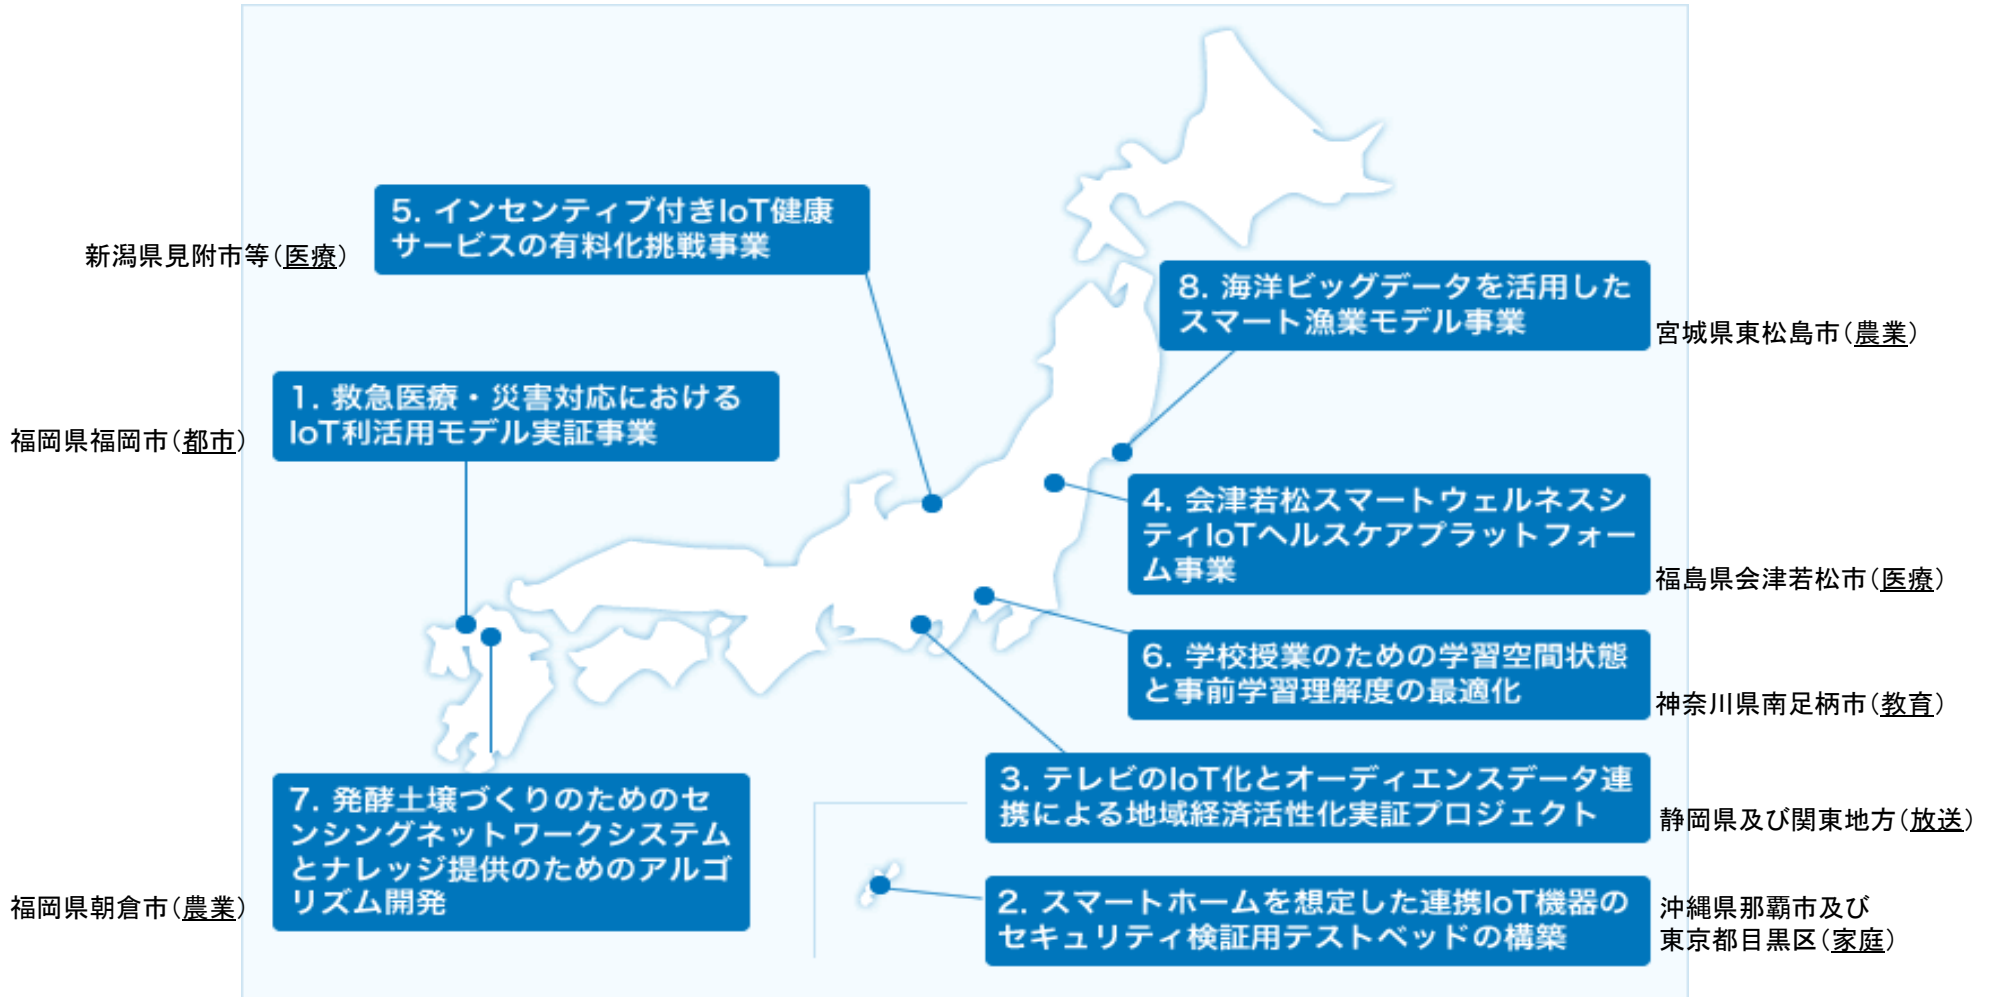 5. インセンティブ付きIoT健康
サービスの有料化挑戦事業
新潟県見附市等（医療）
8. 海洋ビッグデータを活用した
スマート漁業モデル事業
宮城県東松島市（農業）
1. 救急医療・災害対応における
IoT利活用モデル実証事業
福岡県福岡市（都市）
4. 会津若松スマートウェルネスシ
ティIoTヘルスケアプラットフォー
ム事業
福島県会津若松市（医療）
6. 学校授業のための学習空間状態
と事前学習理解度の最適化
神奈川県南足柄市（教育）
3. テレビのIoT化とオーディエンスデータ連
携による地域経済活性化実証プロジェクト
静岡県及び関東地方（放送）
7. 発酵土壌づくりのためのセ
ンシングネットワークシステム
とナレッジ提供のためのアルゴ
リズム開発
福岡県朝倉市（農業）
2. スマートホームを想定した連携IoT機器の
セキュリティ検証用テストベッドの構築
沖縄県那覇市及び
東京都目黒区（家庭）